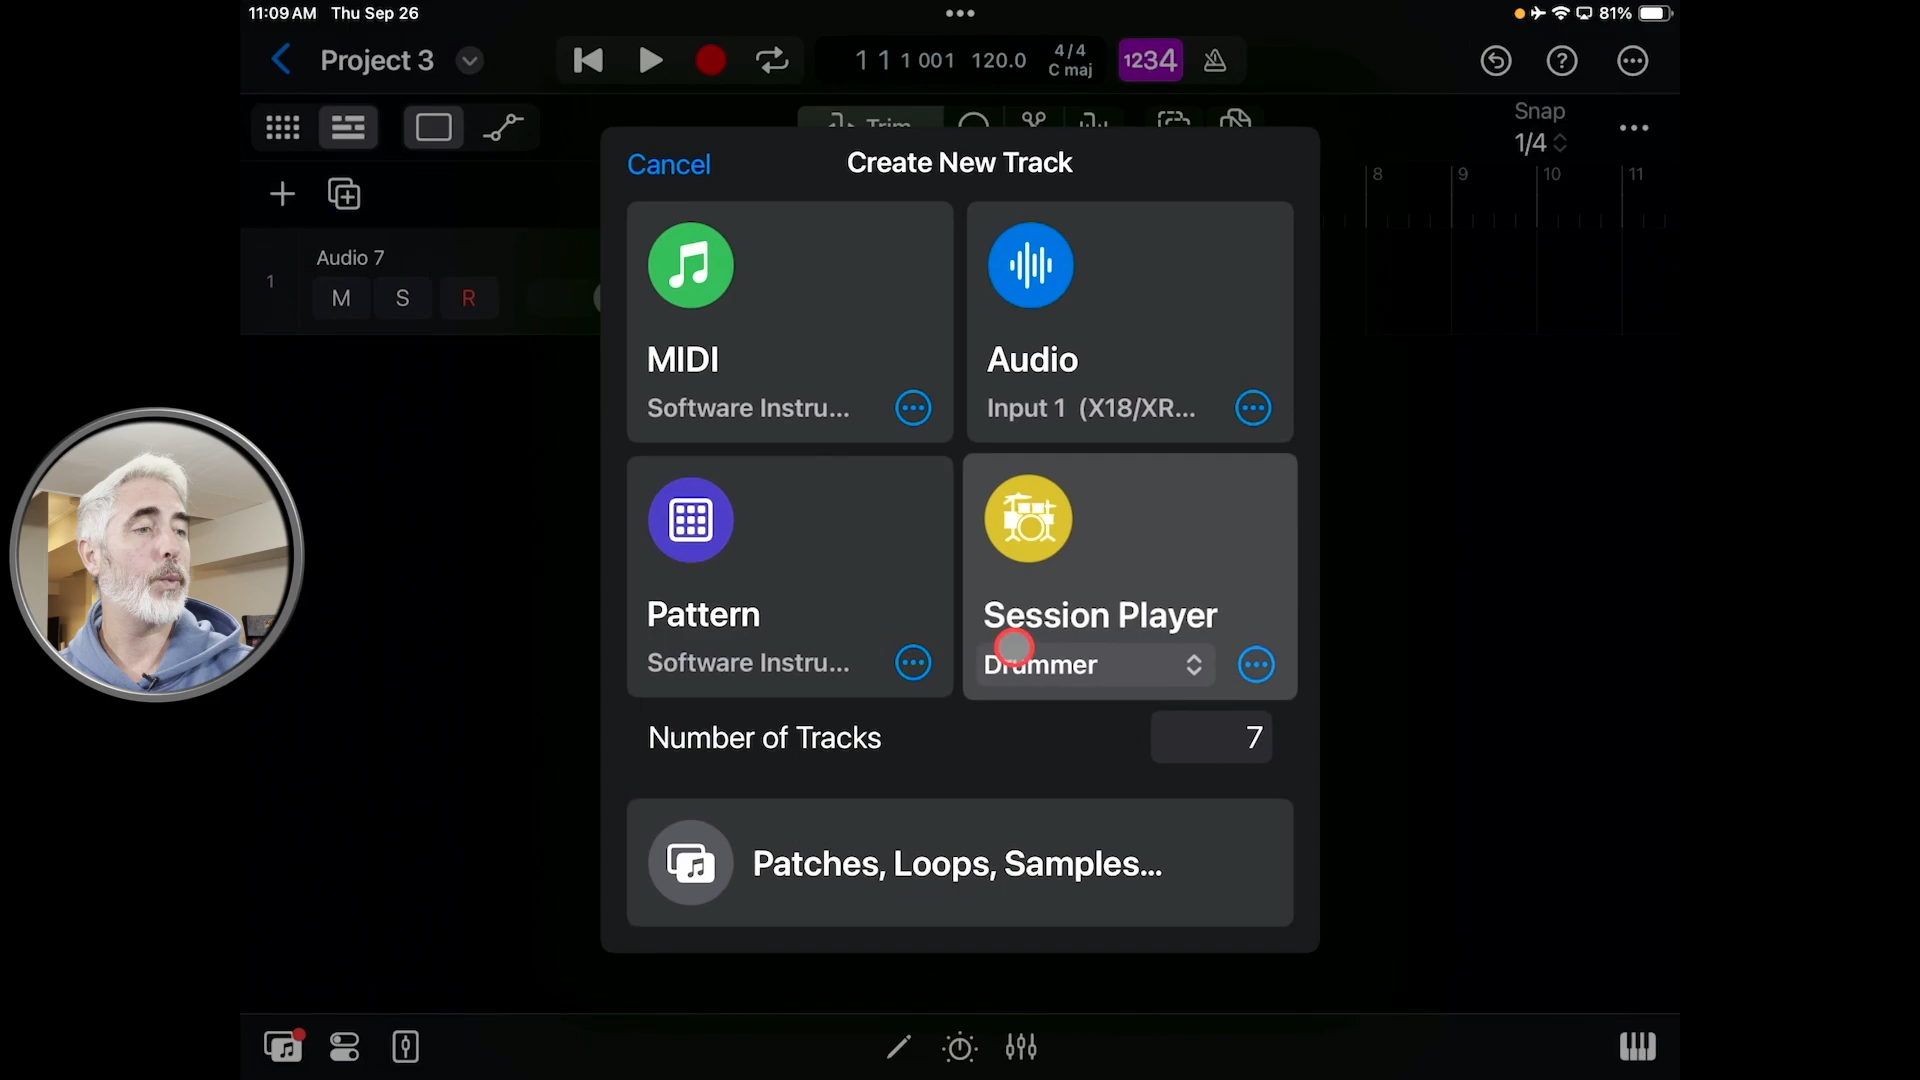 11:09 AM Thu Sep 26
81%
Project 3
1 1 1 001 120.0 4/4 C maj
1234
Trim
Snap
1/4
8 9 10 11
1
Audio 7
M S R
Cancel
Create New Track
MIDI
Software Instru...
Audio
Input 1 (X18/XR...
Pattern
Software Instru...
Session Player
Drummer
Number of Tracks
7
Patches, Loops, Samples...